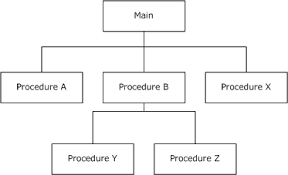 Main
Procedure A
Procedure B
Procedure X
Procedure Y
Procedure Z